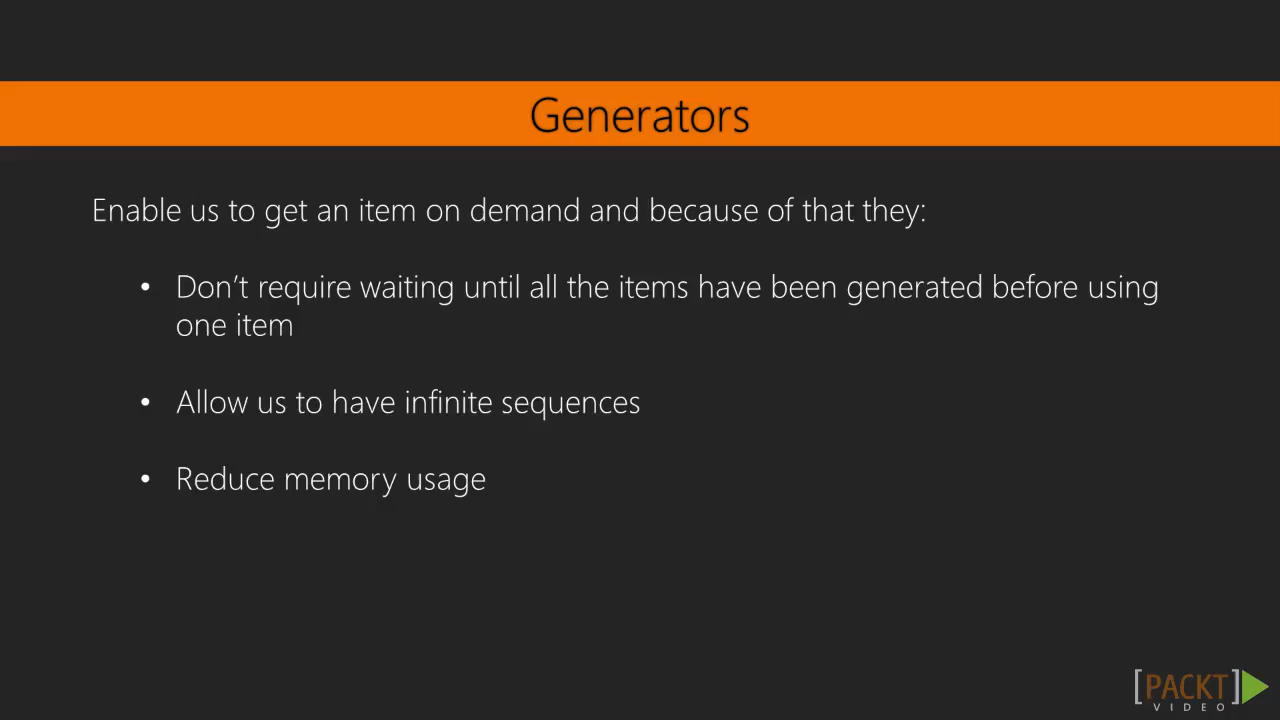 Generators
Enable us to get an item on demand and because of that they:
• Don't require waiting until all the items have been generated before using
one item
• Allow us to have infinite sequences
• Reduce memory usage
[PACKT]
VIDEO